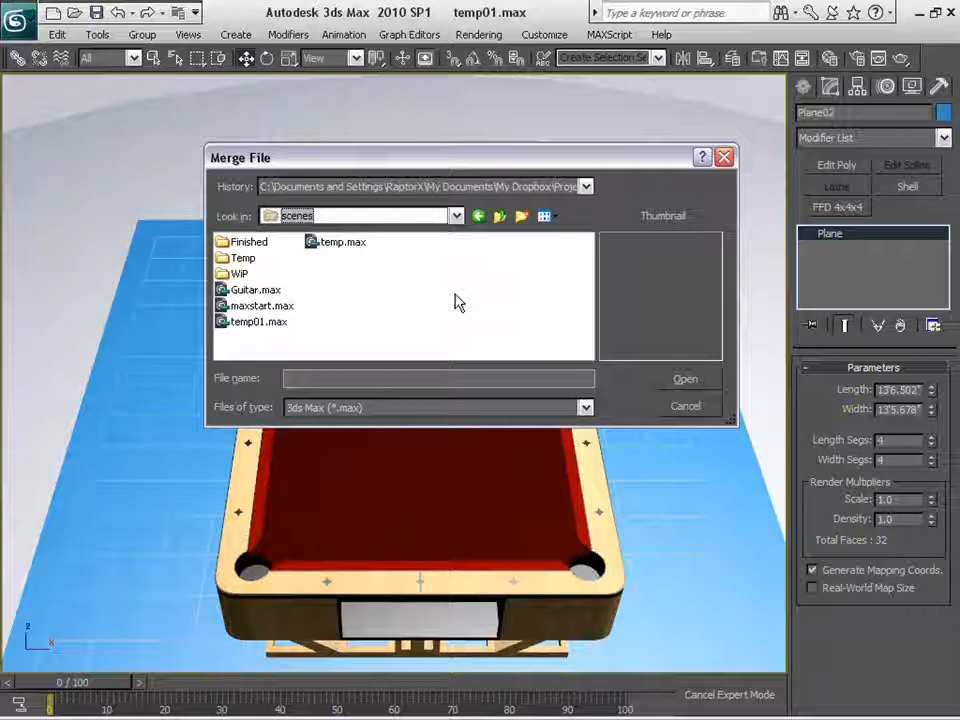 Autodesk 3ds Max 2010 SP1 temp01.max
Type a keyword or phrase
Edit Tools Group Views Create Modifiers Animation Graph Editors Rendering Customize MAXScript Help
All
View
Create Selection Se
Plane02
Modifier List
Edit Poly
Edit Spline
Lathe
Shell
FFD 4x4x4
Plane
Merge File
History: C:\Documents and Settings\RaptorX\My Documents\My Dropbox\Proje
Look in: scenes
Thumbnail
Finished
temp.max
Temp
WiP
Guitar.max
maxstart.max
temp01.max
File name:
Open
Files of type: 3ds Max (*.max)
Cancel
Parameters
Length: 13'6.502"
Width: 13'5.678"
Length Segs: 4
Width Segs: 4
Render Multipliers
Scale: 1.0
Density: 1.0
Total Faces : 32
Generate Mapping Coords.
Real-World Map Size
z
x
0 / 100
Cancel Expert Mode
0 10 20 30 40 50 60 70 80 90 100